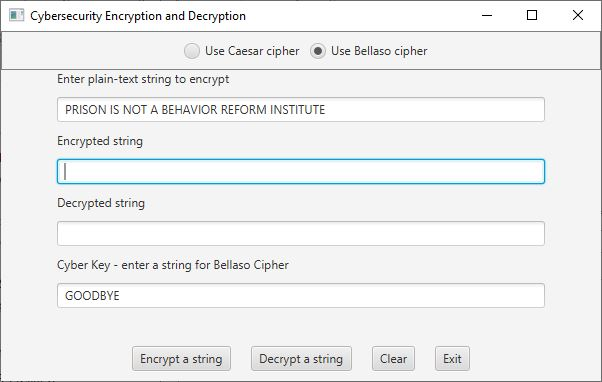 Cybersecurity Encryption and Decryption
Use Caesar cipher Use Bellaso cipher
Enter plain-text string to encrypt
PRISON IS NOT A BEHAVIOR REFORM INSTITUTE
Encrypted string
Decrypted string
Cyber Key - enter a string for Bellaso Cipher
GOODBYE
Encrypt a string Decrypt a string Clear Exit